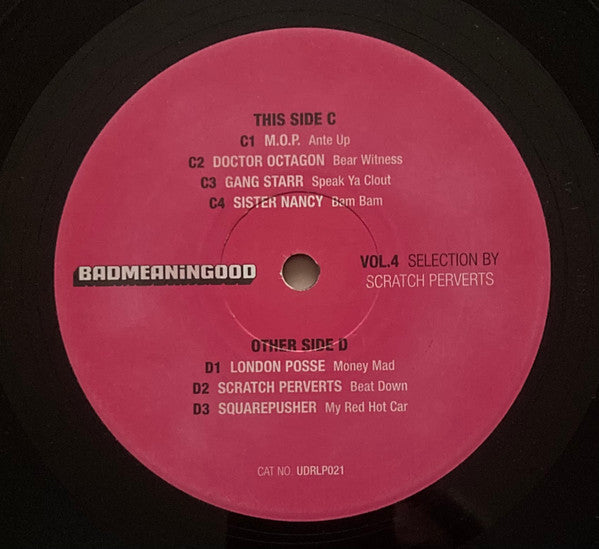 THIS SIDE C
C1 M.O.P. Ante Up
C2 DOCTOR OCTAGON Bear Witness
C3 GANG STARR Speak Ya Clout
C4 SISTER NANCY Bam Bam
BADMEANiNGOOD
VOL.4 SELECTION BY
SCRATCH PERVERTS
OTHER SIDE D
D1 LONDON POSSE Money Mad
D2 SCRATCH PERVERTS Beat Down
D3 SQUAREPUSHER My Red Hot Car
CAT NO. UDRLP021